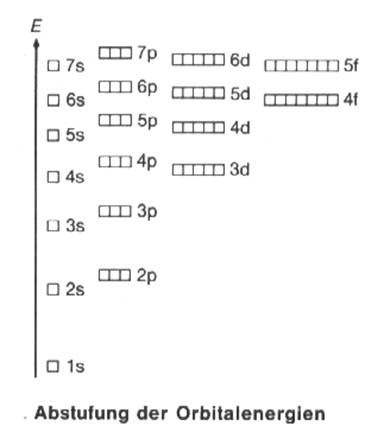 E
7p
7s
6d
5f
6p
6s
5d
4f
5p
5s
4d
4p
4s
3d
3p
3s
2p
2s
1s
Abstufung der Orbitalenergien